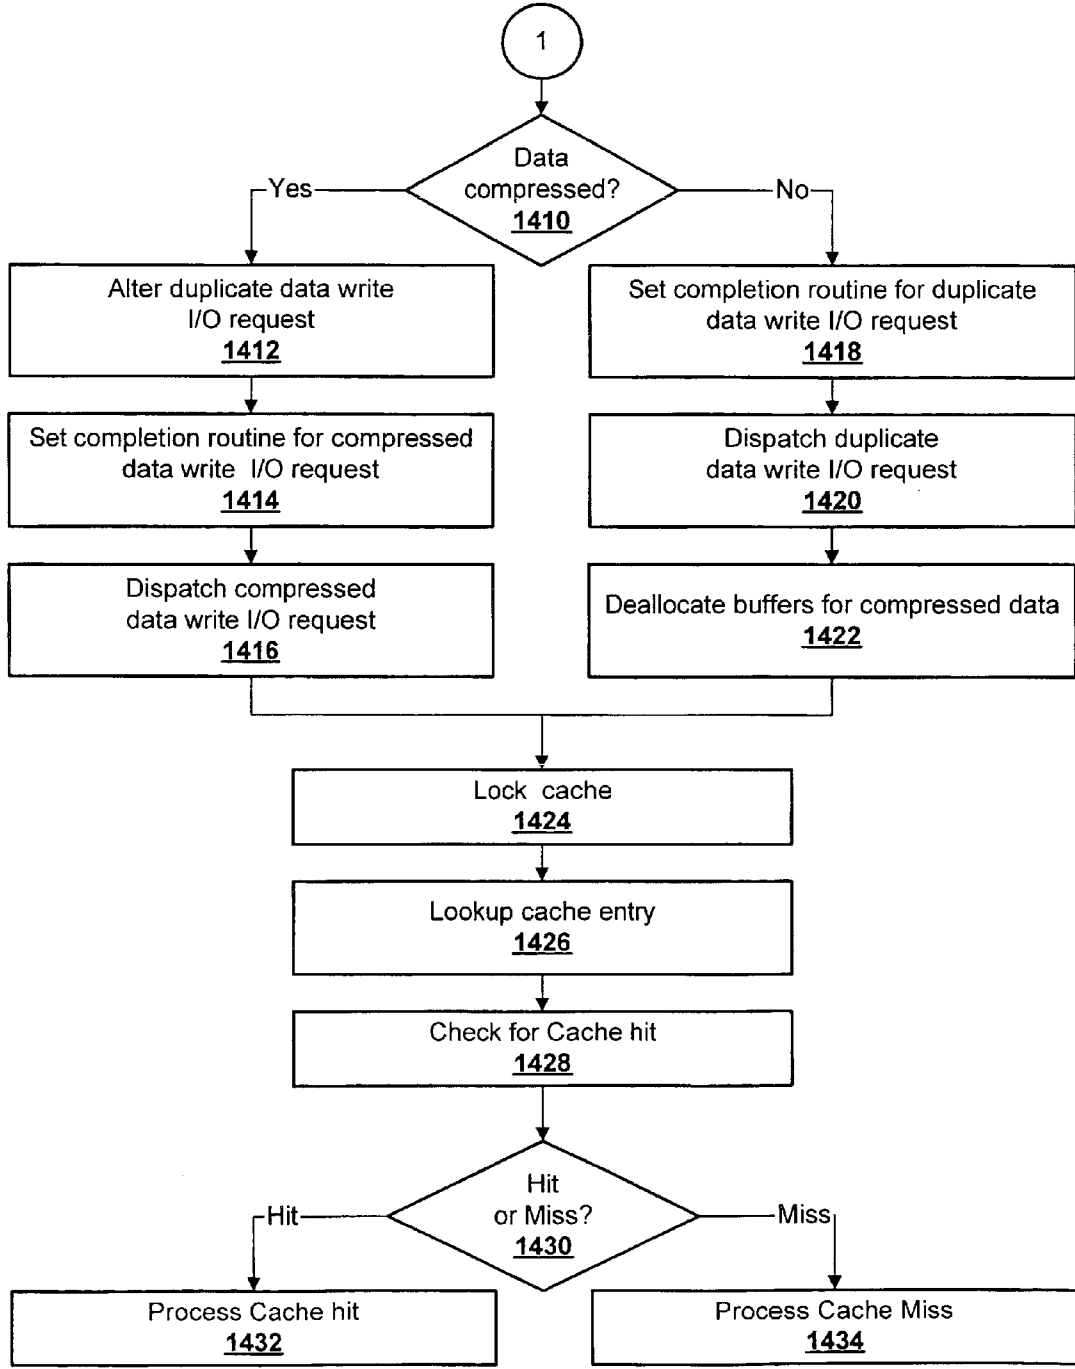 1
Data
compressed?
1410
Yes
No
Alter duplicate data write
I/O request
1412
Set completion routine for duplicate
data write I/O request
1418
Set completion routine for compressed
data write I/O request
1414
Dispatch duplicate
data write I/O request
1420
Dispatch compressed
data write I/O request
1416
Deallocate buffers for compressed data
1422
Lock cache
1424
Lookup cache entry
1426
Check for Cache hit
1428
Hit
or Miss?
1430
Hit
Miss
Process Cache hit
1432
Process Cache Miss
1434